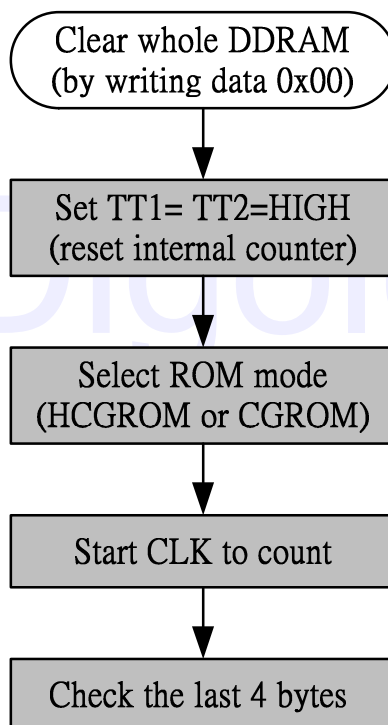 Clear whole DDRAM
(by writing data 0x00)
Set TT1= TT2=HIGH
(reset internal counter)
Select ROM mode
(HCGROM or CGROM)
Start CLK to count
Check the last 4 bytes